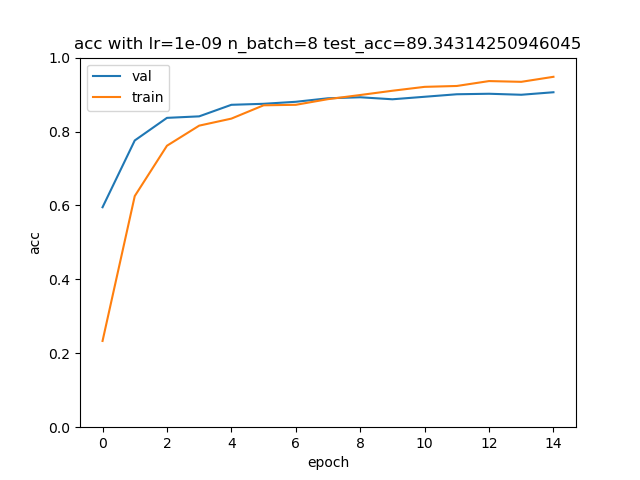 acc with lr=1e-09 n_batch=8 test_acc=89.34314250946045
1.0
val
train
0.8
0.6
acc
0.4
0.2
0.0
0 2 4 6 8 10 12 14
epoch